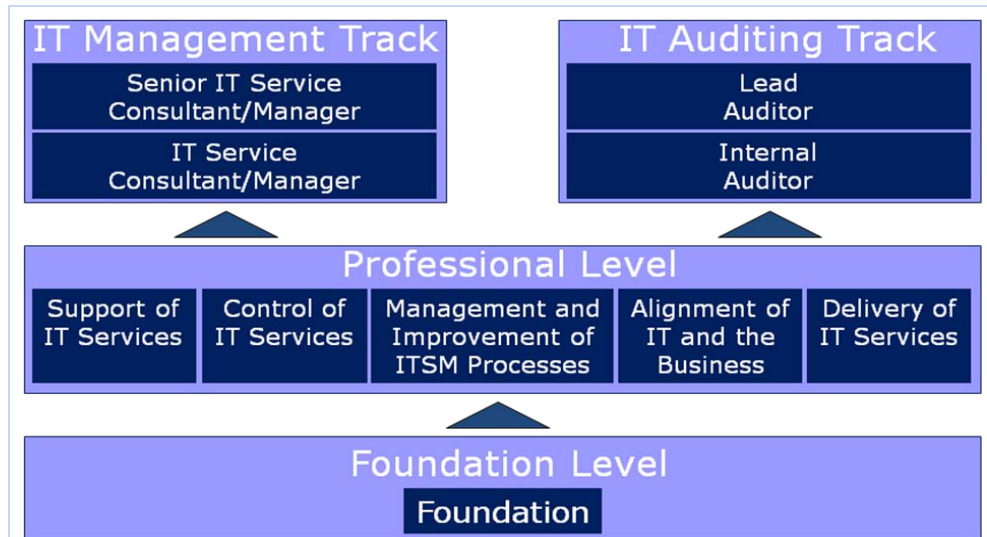 IT Management Track
Senior IT Service
Consultant/Manager
IT Service
Consultant/Manager
IT Auditing Track
Lead
Auditor
Internal
Auditor
Professional Level
Support of
IT Services
Control of
IT Services
Management and
Improvement of
ITSM Processes
Alignment of
IT and the
Business
Delivery of
IT Services
Foundation Level
Foundation